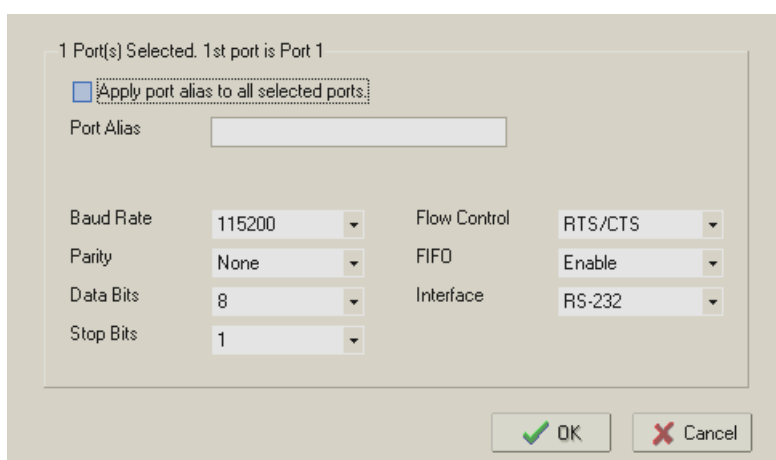 1 Port(s) Selected. 1st port is Port 1
Apply port alias to all selected ports.
Port Alias
Baud Rate 115200 Flow Control RTS/CTS
Parity None FIFO Enable
Data Bits 8 Interface RS-232
Stop Bits 1
OK Cancel